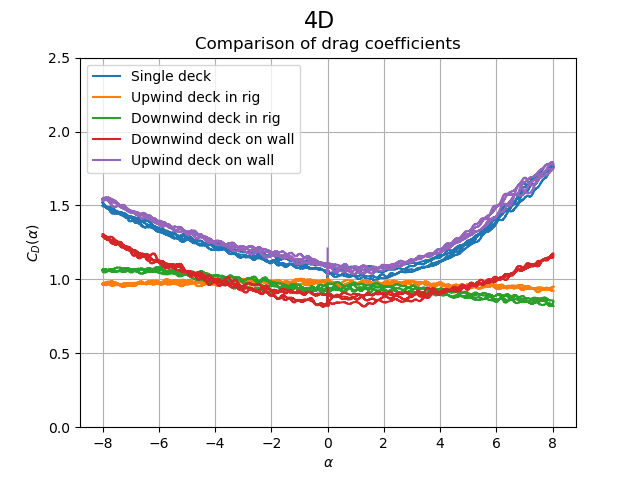 4D
Comparison of drag coefficients
2.5
2.0
1.5
1.0
0.5
0.0
C_D(α)
Single deck
Upwind deck in rig
Downwind deck in rig
Downwind deck on wall
Upwind deck on wall
−8 −6 −4 −2 0 2 4 6 8
α